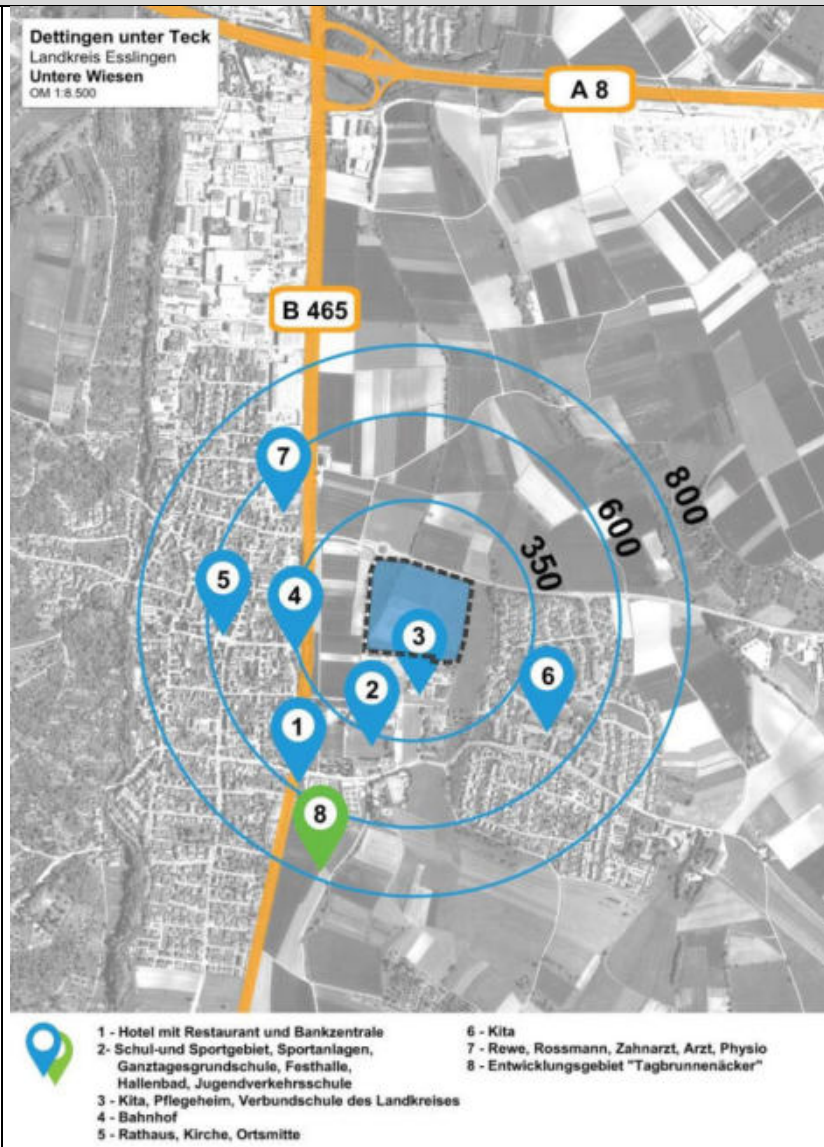 Dettingen unter Teck
Landkreis Esslingen
Untere Wiesen
OM 1:8.500
A 8
B 465
800
600
350
7
5
4
3
6
2
1
8
1 - Hotel mit Restaurant und Bankzentrale
2- Schul-und Sportgebiet, Sportanlagen,
Ganztagesgrundschule, Festhalle,
Hallenbad, Jugendverkehrsschule
3 - Kita, Pflegeheim, Verbundschule des Landkreises
4 - Bahnhof
5 - Rathaus, Kirche, Ortsmitte
6 - Kita
7 - Rewe, Rossmann, Zahnarzt, Arzt, Physio
8 - Entwicklungsgebiet "Tagbrunnenäcker"